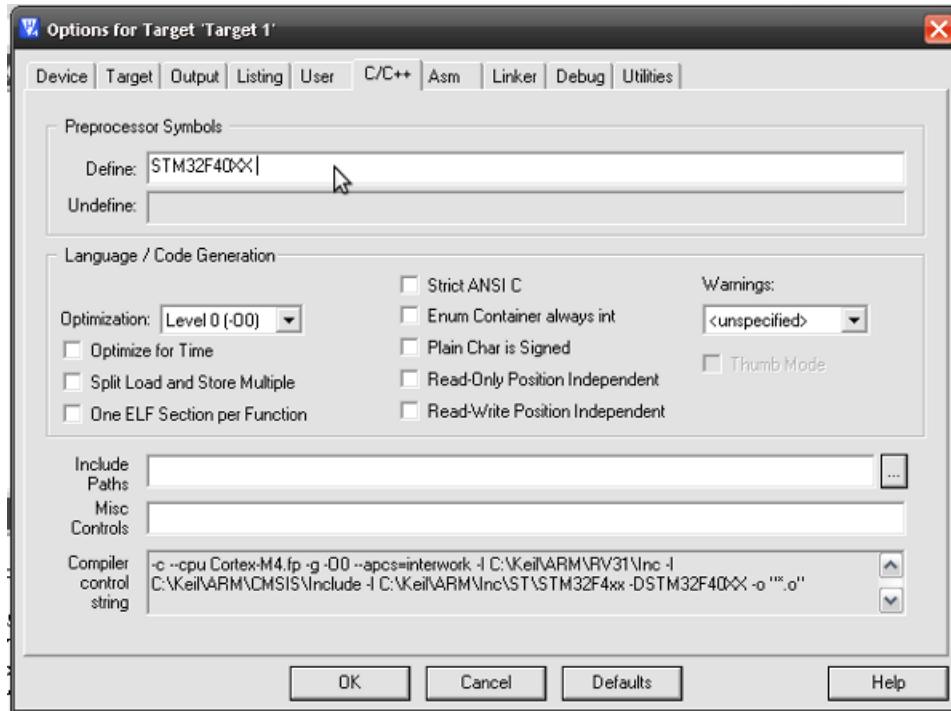 Options for Target 'Target 1'
Device Target Output Listing User C/C++ Asm Linker Debug Utilities
Preprocessor Symbols
Define: STM32F40XX
Undefine:
Language / Code Generation
Strict ANSI C Warnings:
Optimization: Level 0 (-O0) Enum Container always int <unspecified>
Optimize for Time Plain Char is Signed Thumb Mode
Split Load and Store Multiple Read-Only Position Independent
One ELF Section per Function Read-Write Position Independent
Include
Paths ...
Misc
Controls
Compiler
control
string
-c --cpu Cortex-M4.fp -g -O0 --apcs=interwork -I C:\Keil\ARM\RV31\Inc -I
C:\Keil\ARM\CMSIS\Include -I C:\Keil\ARM\Inc\ST\STM32F4xx -DSTM32F40XX -o "*.o"
OK Cancel Defaults Help